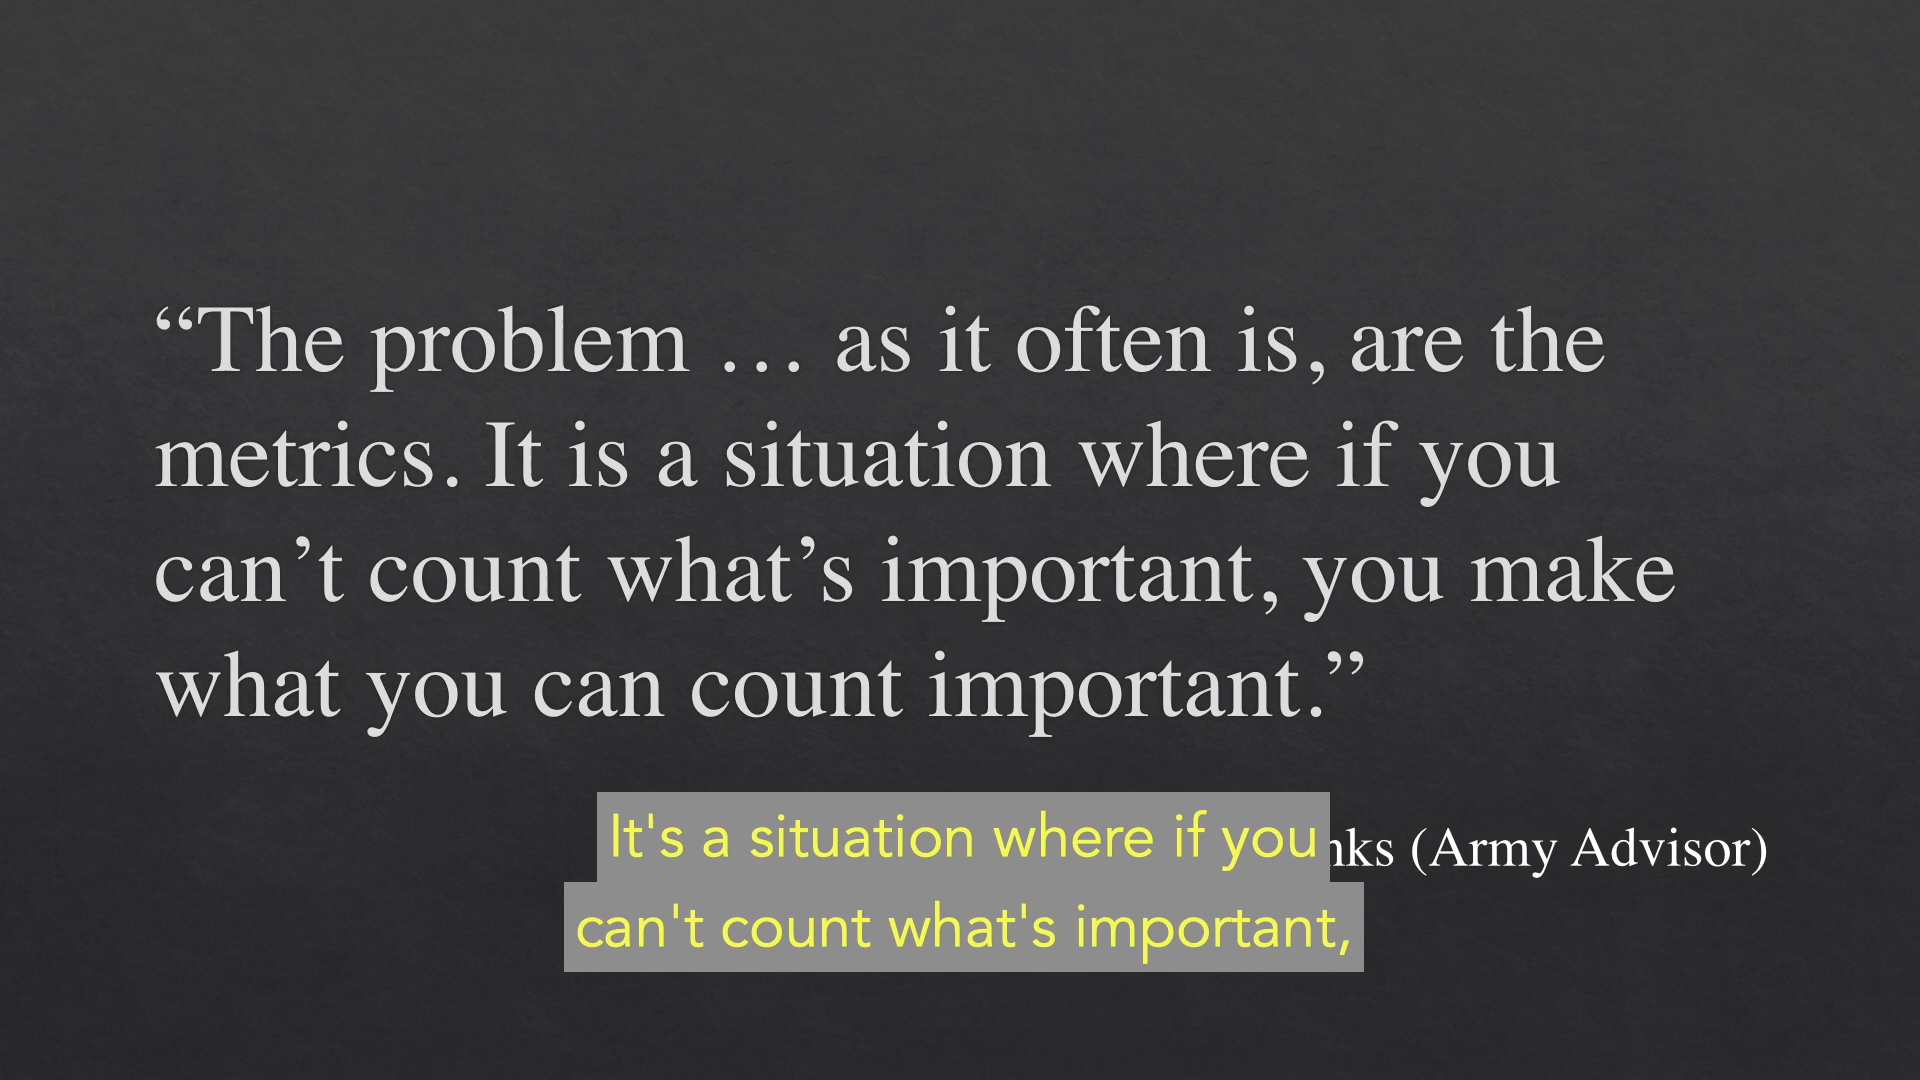 “The problem … as it often is, are the
metrics. It is a situation where if you
can’t count what’s important, you make
what you can count important.”
It's a situation where if you
(Army Advisor)
can't count what's important,